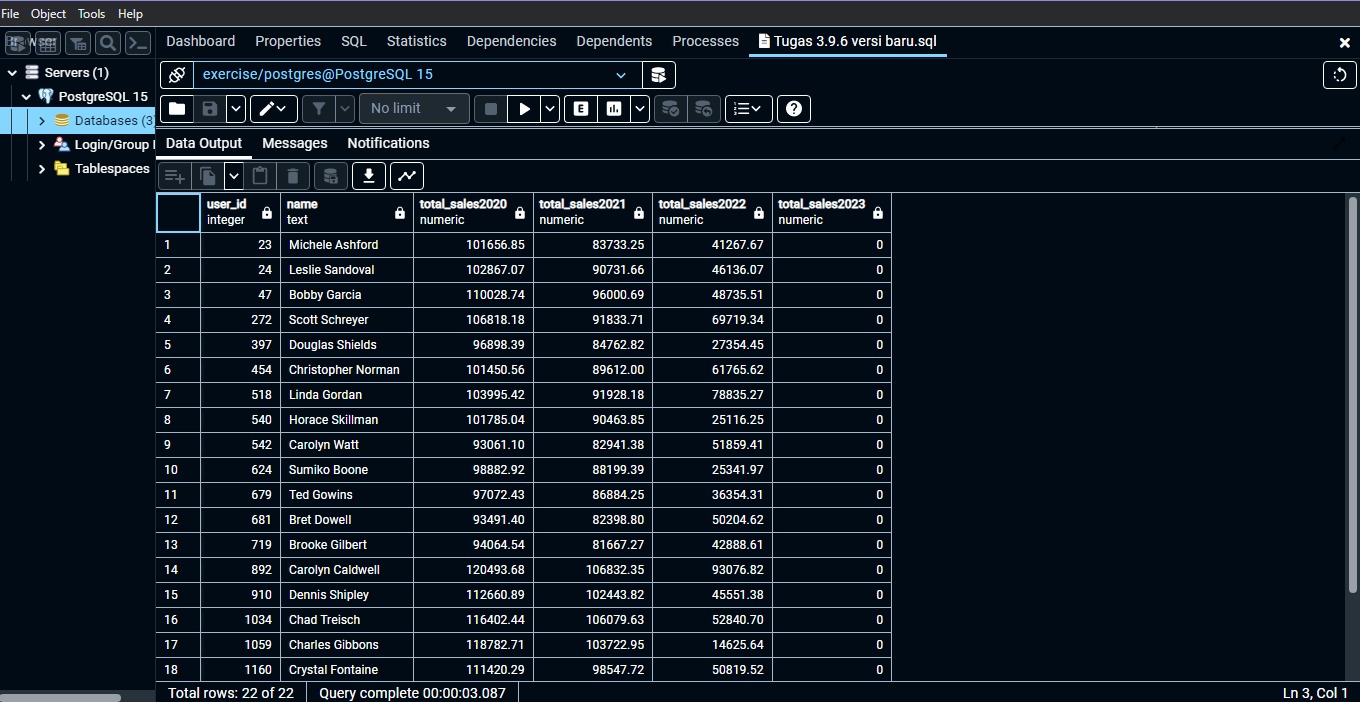 File Object Tools Help
Dashboard Properties SQL Statistics Dependencies Dependents Processes Tugas 3.9.6 versi baru.sql
Servers (1)
exercise/postgres@PostgreSQL 15
PostgreSQL 15
Databases (3
No limit
E
Login/Group
Data Output Messages Notifications
Tablespaces
user_id name total_sales2020 total_sales2021 total_sales2022 total_sales2023
integer text numeric numeric numeric numeric
1 23 Michele Ashford 101656.85 83733.25 41267.67 0
2 24 Leslie Sandoval 102867.07 90731.66 46136.07 0
3 47 Bobby Garcia 110028.74 96000.69 48735.51 0
4 272 Scott Schreyer 106818.18 91833.71 69719.34 0
5 397 Douglas Shields 96898.39 84762.82 27354.45 0
6 454 Christopher Norman 101450.56 89612.00 61765.62 0
7 518 Linda Gordan 103995.42 91928.18 78835.27 0
8 540 Horace Skillman 101785.04 90463.85 25116.25 0
9 542 Carolyn Watt 93061.10 82941.38 51859.41 0
10 624 Sumiko Boone 98882.92 88199.39 25341.97 0
11 679 Ted Gowins 97072.43 86884.25 36354.31 0
12 681 Bret Dowell 93491.40 82398.80 50204.62 0
13 719 Brooke Gilbert 94064.54 81667.27 42888.61 0
14 892 Carolyn Caldwell 120493.68 106832.35 93076.82 0
15 910 Dennis Shipley 112660.89 102443.82 45551.38 0
16 1034 Chad Treisch 116402.44 106079.63 52840.70 0
17 1059 Charles Gibbons 118782.71 103722.95 14625.64 0
18 1160 Crystal Fontaine 111420.29 98547.72 50819.52 0
Total rows: 22 of 22 Query complete 00:00:03.087 Ln 3, Col 1